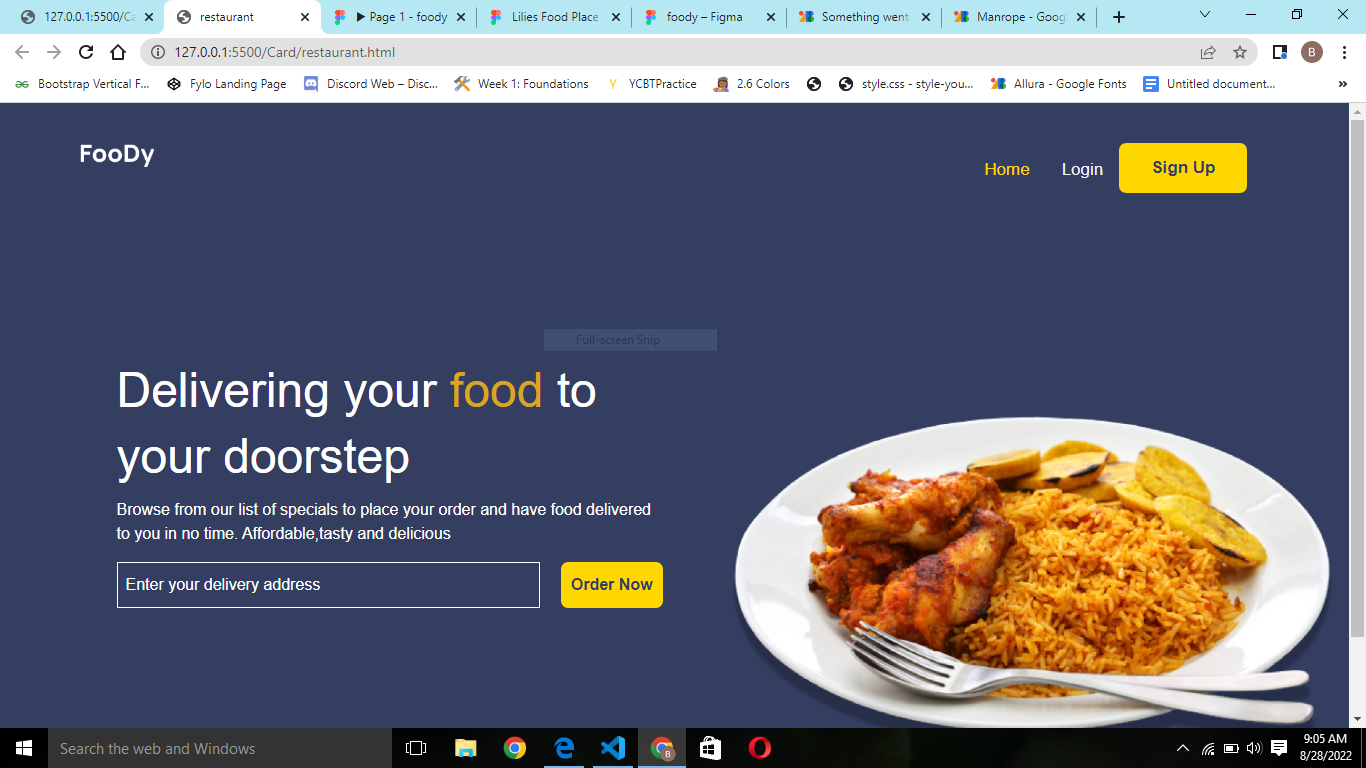 127.0.0.1:5500/Ca
restaurant
Page 1 - foody
Lilies Food Place
foody – Figma
Something went
Manrope - Goog
127.0.0.1:5500/Card/restaurant.html
B
Bootstrap Vertical F...
Fylo Landing Page
Discord Web – Disc...
Week 1: Foundations
Y YCBTPractice
2.6 Colors
style.css - style-you...
Allura - Google Fonts
Untitled document...
»
FooDy
Home
Login
Sign Up
Full-screen Snip
Delivering your food to
your doorstep
Browse from our list of specials to place your order and have food delivered
to you in no time. Affordable,tasty and delicious
Enter your delivery address
Order Now
Search the web and Windows
B
9:05 AM
8/28/2022